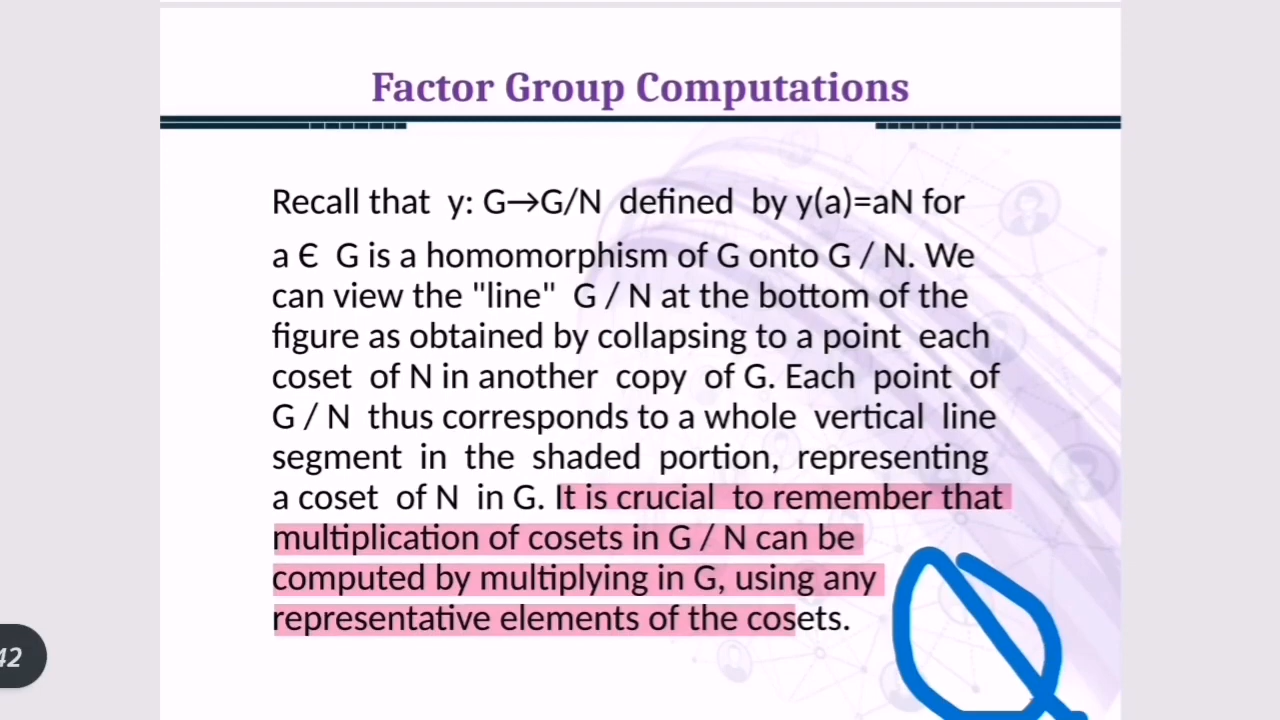 Factor Group Computations
Recall that y: G→G/N defined by y(a)=aN for
a Є G is a homomorphism of G onto G / N. We
can view the "line" G / N at the bottom of the
figure as obtained by collapsing to a point each
coset of N in another copy of G. Each point of
G / N thus corresponds to a whole vertical line
segment in the shaded portion, representing
a coset of N in G. It is crucial to remember that
multiplication of cosets in G / N can be
computed by multiplying in G, using any
representative elements of the cosets.
42